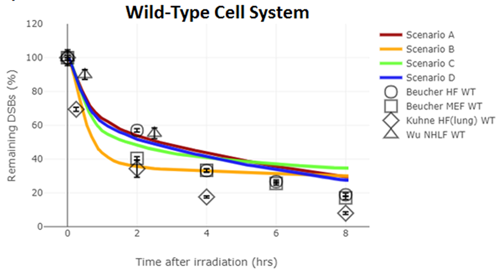 Wild-Type Cell System
Remaining DSBs (%)
120
100
80
60
40
20
0
0
2
4
6
8
Time after irradiation (hrs)
Scenario A
Scenario B
Scenario C
Scenario D
Beucher HF WT
Beucher MEF WT
Kuhne HF(lung) WT
Wu NHLF WT